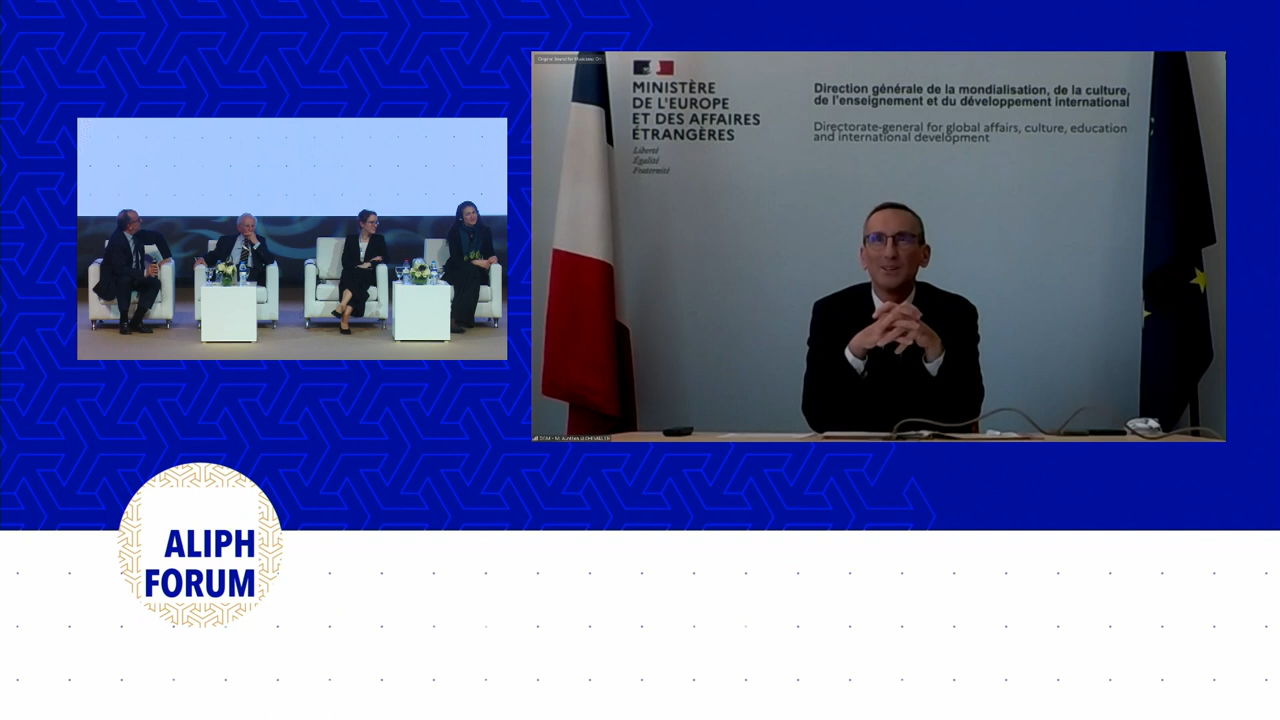 MINISTÈRE
DE L'EUROPE
ET DES AFFAIRES
ÉTRANGÈRES
Liberté
Égalité
Fraternité
Direction générale de la mondialisation, de la culture,
de l'enseignement et du développement international
Directorate-general for global affairs, culture, education
and international development
ALIPH
FORUM